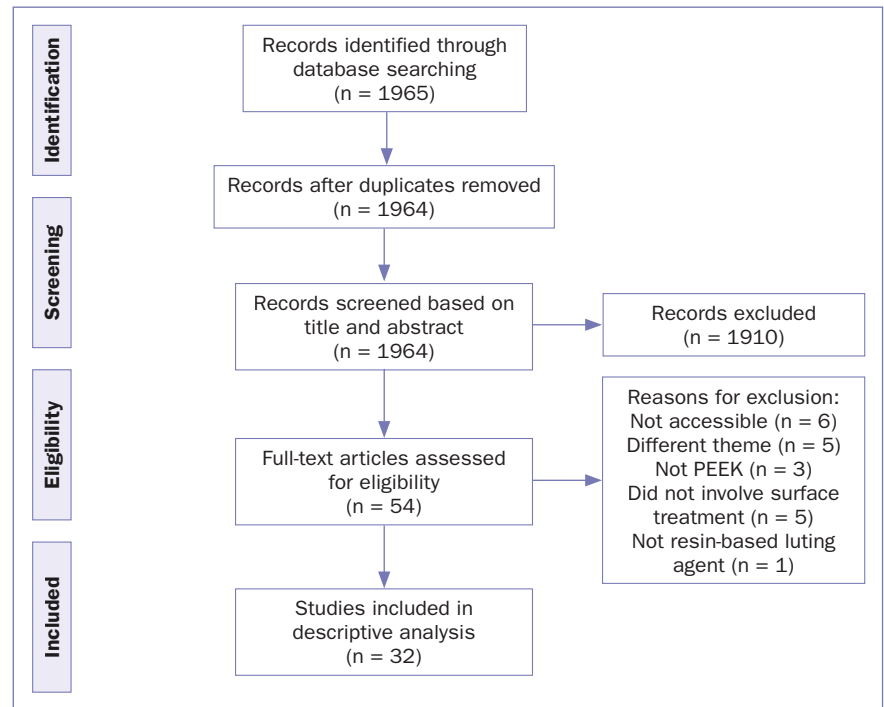 Identification
Records identified through
database searching
(n = 1965)
Records after duplicates removed
(n = 1964)
Screening
Records screened based on
title and abstract
(n = 1964)
Records excluded
(n = 1910)
Eligibility
Full-text articles assessed
for eligibility
(n = 54)
Reasons for exclusion:
Not accessible (n = 6)
Different theme (n = 5)
Not PEEK (n = 3)
Did not involve surface
treatment (n = 5)
Not resin-based luting
agent (n = 1)
Included
Studies included in
descriptive analysis
(n = 32)